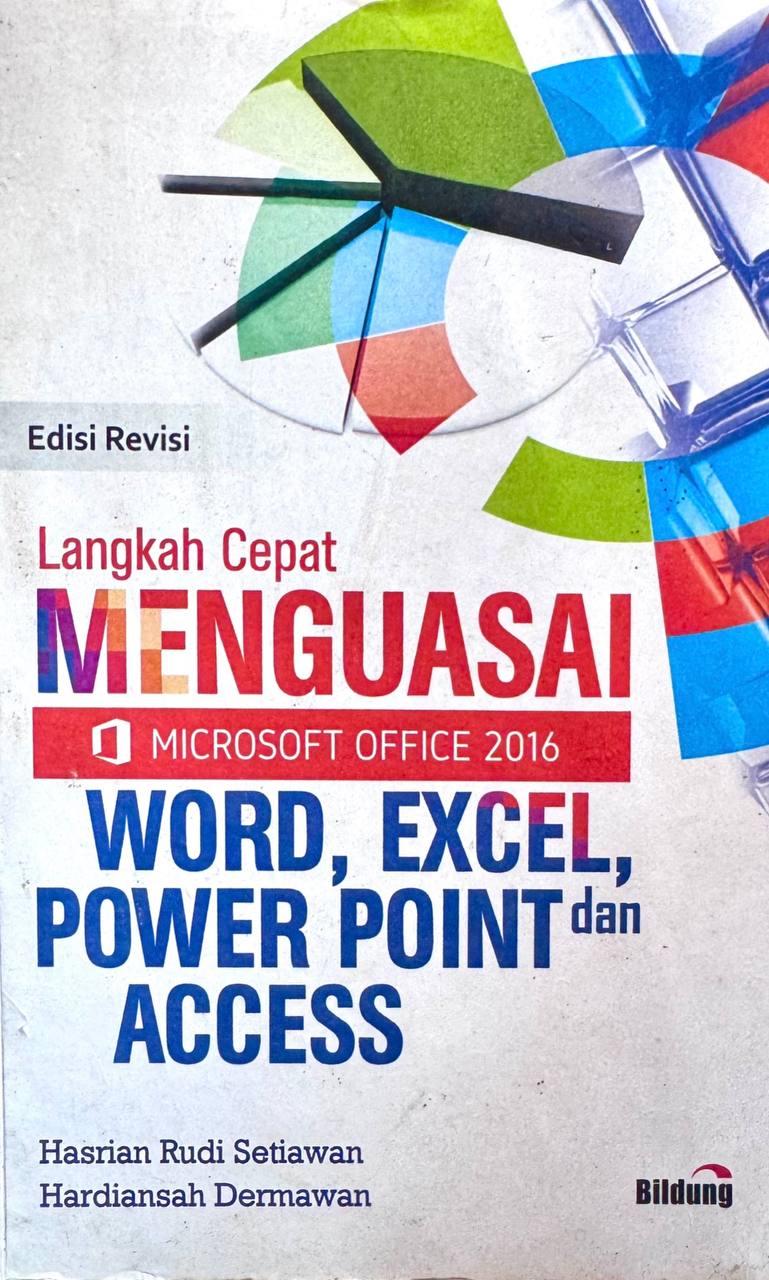 Edisi Revisi
Langkah Cepat
MENGUASAI
MICROSOFT OFFICE 2016
WORD, EXCEL,
POWER POINT dan
ACCESS
Hasrian Rudi Setiawan
Hardiansah Dermawan
Bildung